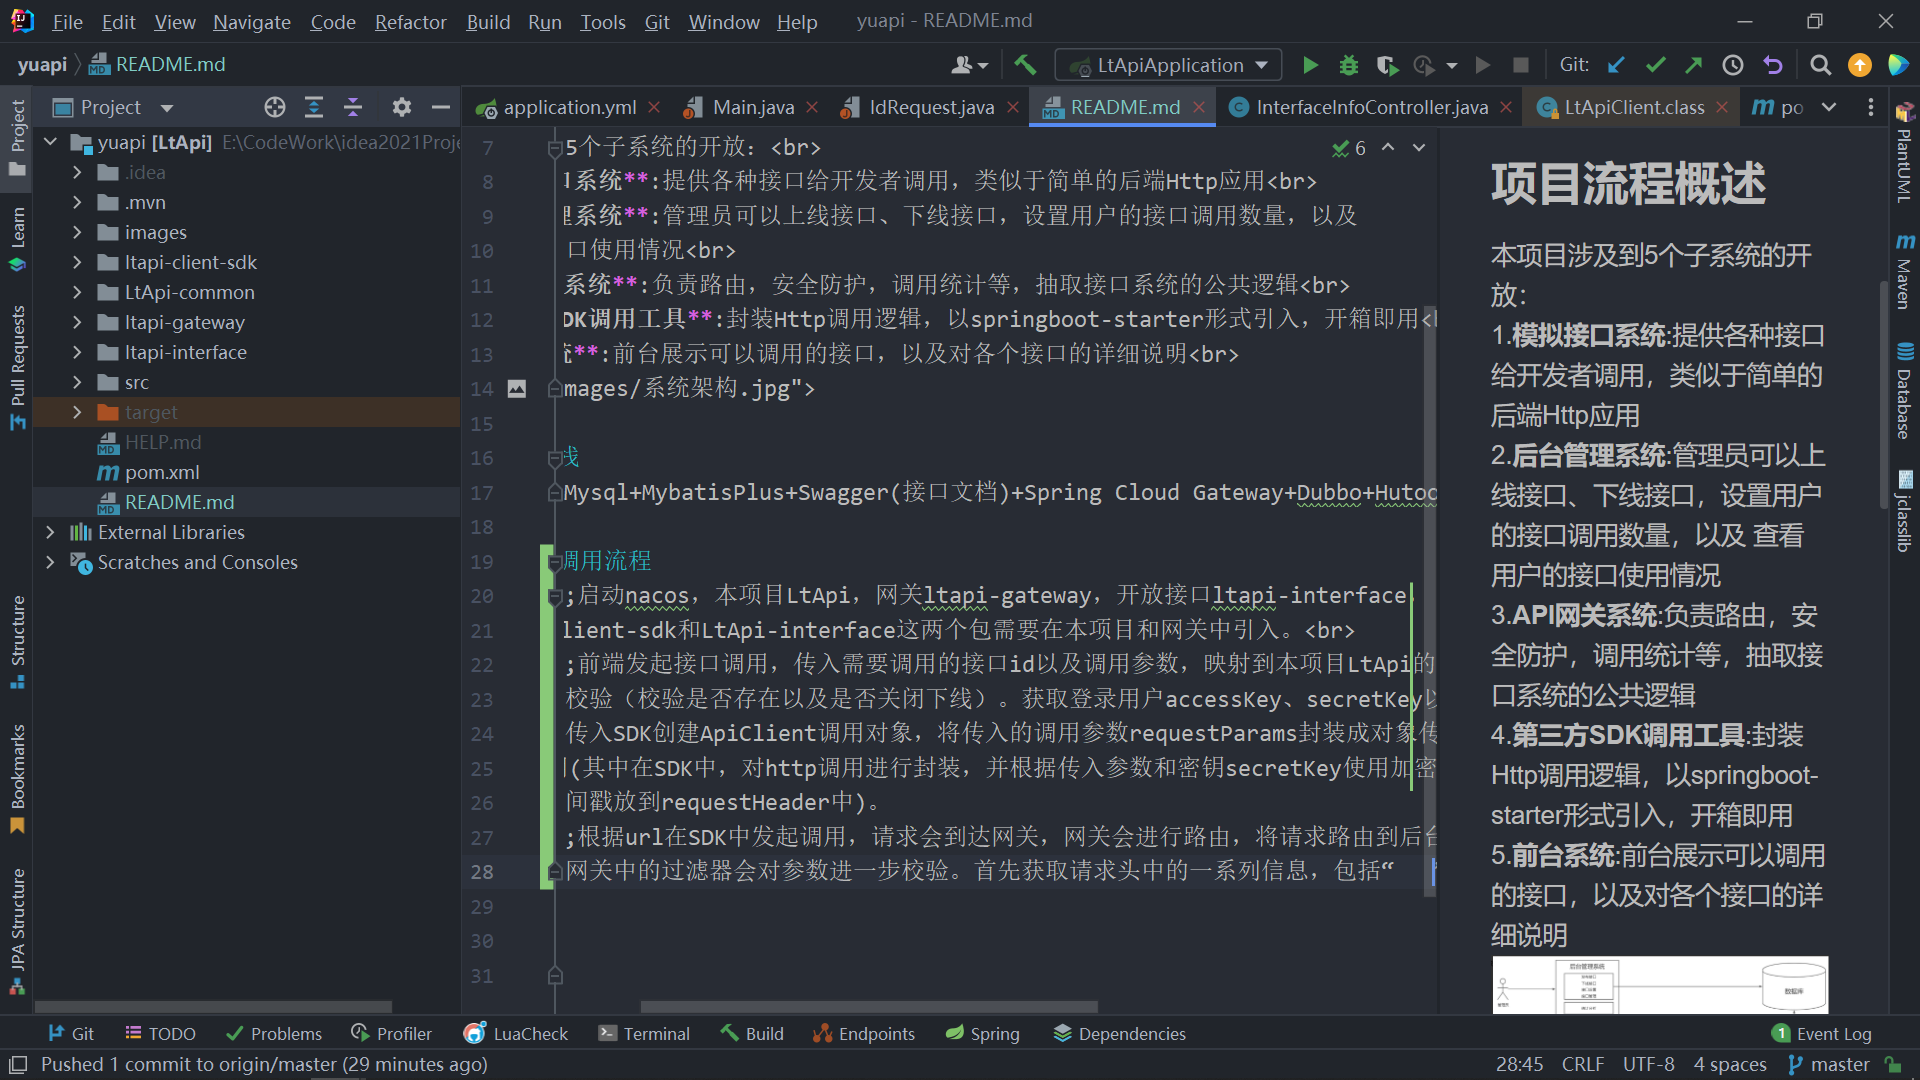 File Edit View Navigate Code Refactor Build Run Tools Git Window Help yuapi - README.md
yuapi README.md LtApiApplication Git:
Project
application.yml Main.java IdRequest.java README.md InterfaceInfoController.java LtApiClient.class po
yuapi [LtApi] E:\CodeWork\idea2021Proje
.idea
.mvn
images
ltapi-client-sdk
LtApi-common
ltapi-gateway
ltapi-interface
src
target
HELP.md
pom.xml
README.md
External Libraries
Scratches and Consoles
Project
Learn
Pull Requests
Structure
Bookmarks
JPA Structure
6
7 5个子系统的开放：<br>
8 系统**:提供各种接口给开发者调用，类似于简单的后端Http应用<br>
9 系统**:管理员可以上线接口、下线接口，设置用户的接口调用数量，以及
10 口使用情况<br>
11 系统**:负责路由，安全防护，调用统计等，抽取接口系统的公共逻辑<br>
12 DK调用工具**:封装Http调用逻辑，以springboot-starter形式引入，开箱即用<
13 **:前台展示可以调用的接口，以及对各个接口的详细说明<br>
14 mages/系统架构.jpg">
15
16 栈
17 Mysql+MybatisPlus+Swagger(接口文档)+Spring Cloud Gateway+Dubbo+Hutoo
18
19 调用流程
20 ;启动nacos，本项目LtApi，网关ltapi-gateway，开放接口ltapi-interface
21 lient-sdk和LtApi-interface这两个包需要在本项目和网关中引入。<br>
22 ;前端发起接口调用，传入需要调用的接口id以及调用参数，映射到本项目LtApi的
23 校验（校验是否存在以及是否关闭下线）。获取登录用户accessKey、secretKey以
24 传入SDK创建ApiClient调用对象，将传入的调用参数requestParams封装成对象传
25 (其中在SDK中，对http调用进行封装，并根据传入参数和密钥secretKey使用加密
26 间戳放到requestHeader中)。
27 ;根据url在SDK中发起调用，请求会到达网关，网关会进行路由，将请求路由到后台
28 网关中的过滤器会对参数进一步校验。首先获取请求头中的一系列信息，包括“
29
30
31
项目流程概述
本项目涉及到5个子系统的开
放：
1.模拟接口系统:提供各种接口
给开发者调用，类似于简单的
后端Http应用
2.后台管理系统:管理员可以上
线接口、下线接口，设置用户
的接口调用数量，以及 查看
用户的接口使用情况
3.API网关系统:负责路由，安
全防护，调用统计等，抽取接
口系统的公共逻辑
4.第三方SDK调用工具:封装
Http调用逻辑，以springboot-
starter形式引入，开箱即用
5.前台系统:前台展示可以调用
的接口，以及对各个接口的详
细说明
后台管理系统
数据库
PlantUML
Maven
Database
jclasslib
Git TODO Problems Profiler LuaCheck Terminal Build Endpoints Spring Dependencies 1 Event Log
Pushed 1 commit to origin/master (29 minutes ago) 28:45 CRLF UTF-8 4 spaces master